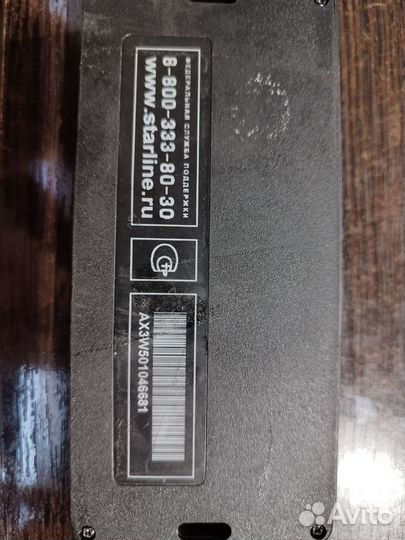 ФЕДЕРАЛЬНАЯ СЛУЖБА ПОДДЕРЖКИ
8-800-333-80-30
www.starline.ru
AX3W501046681
Avito